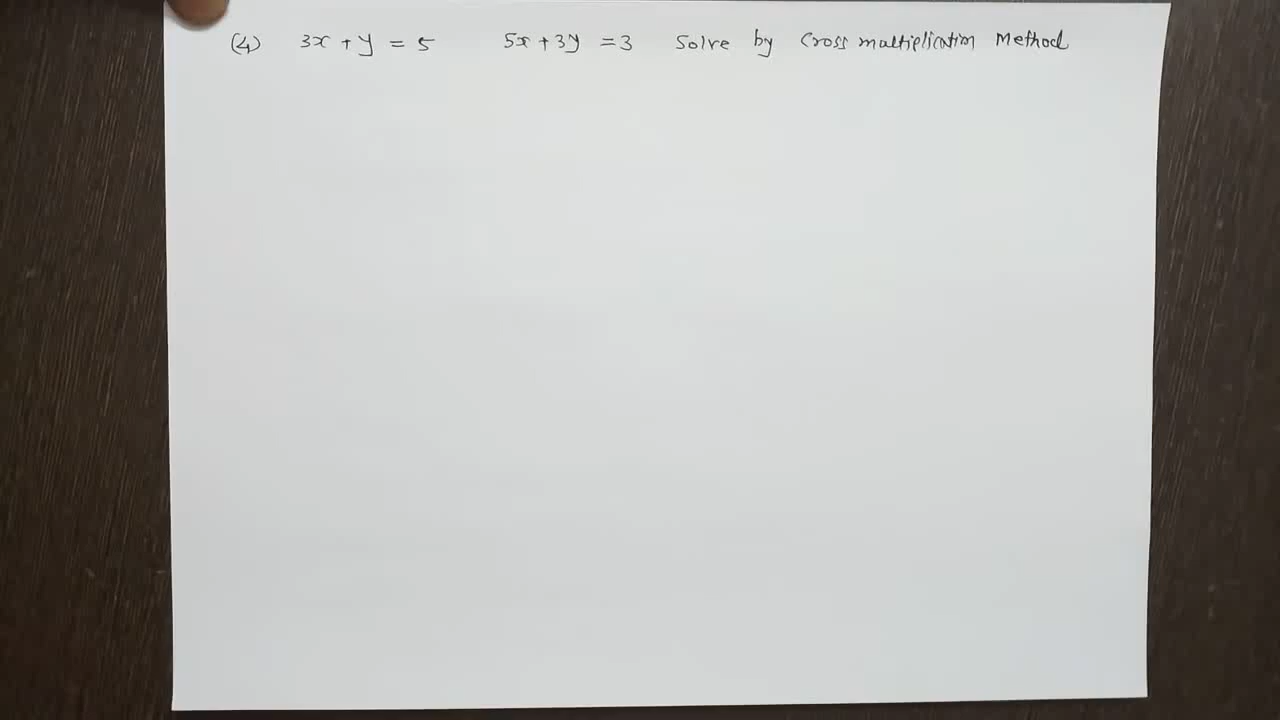 (4) 3x + y = 5 5x + 3y = 3 Solve by Cross multiplication Method